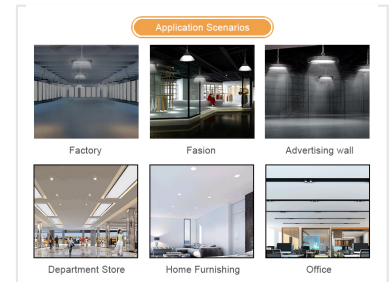 Application Scenarios
Factory
Fasion
Advertising wall
Department Store
Home Furnishing
Office